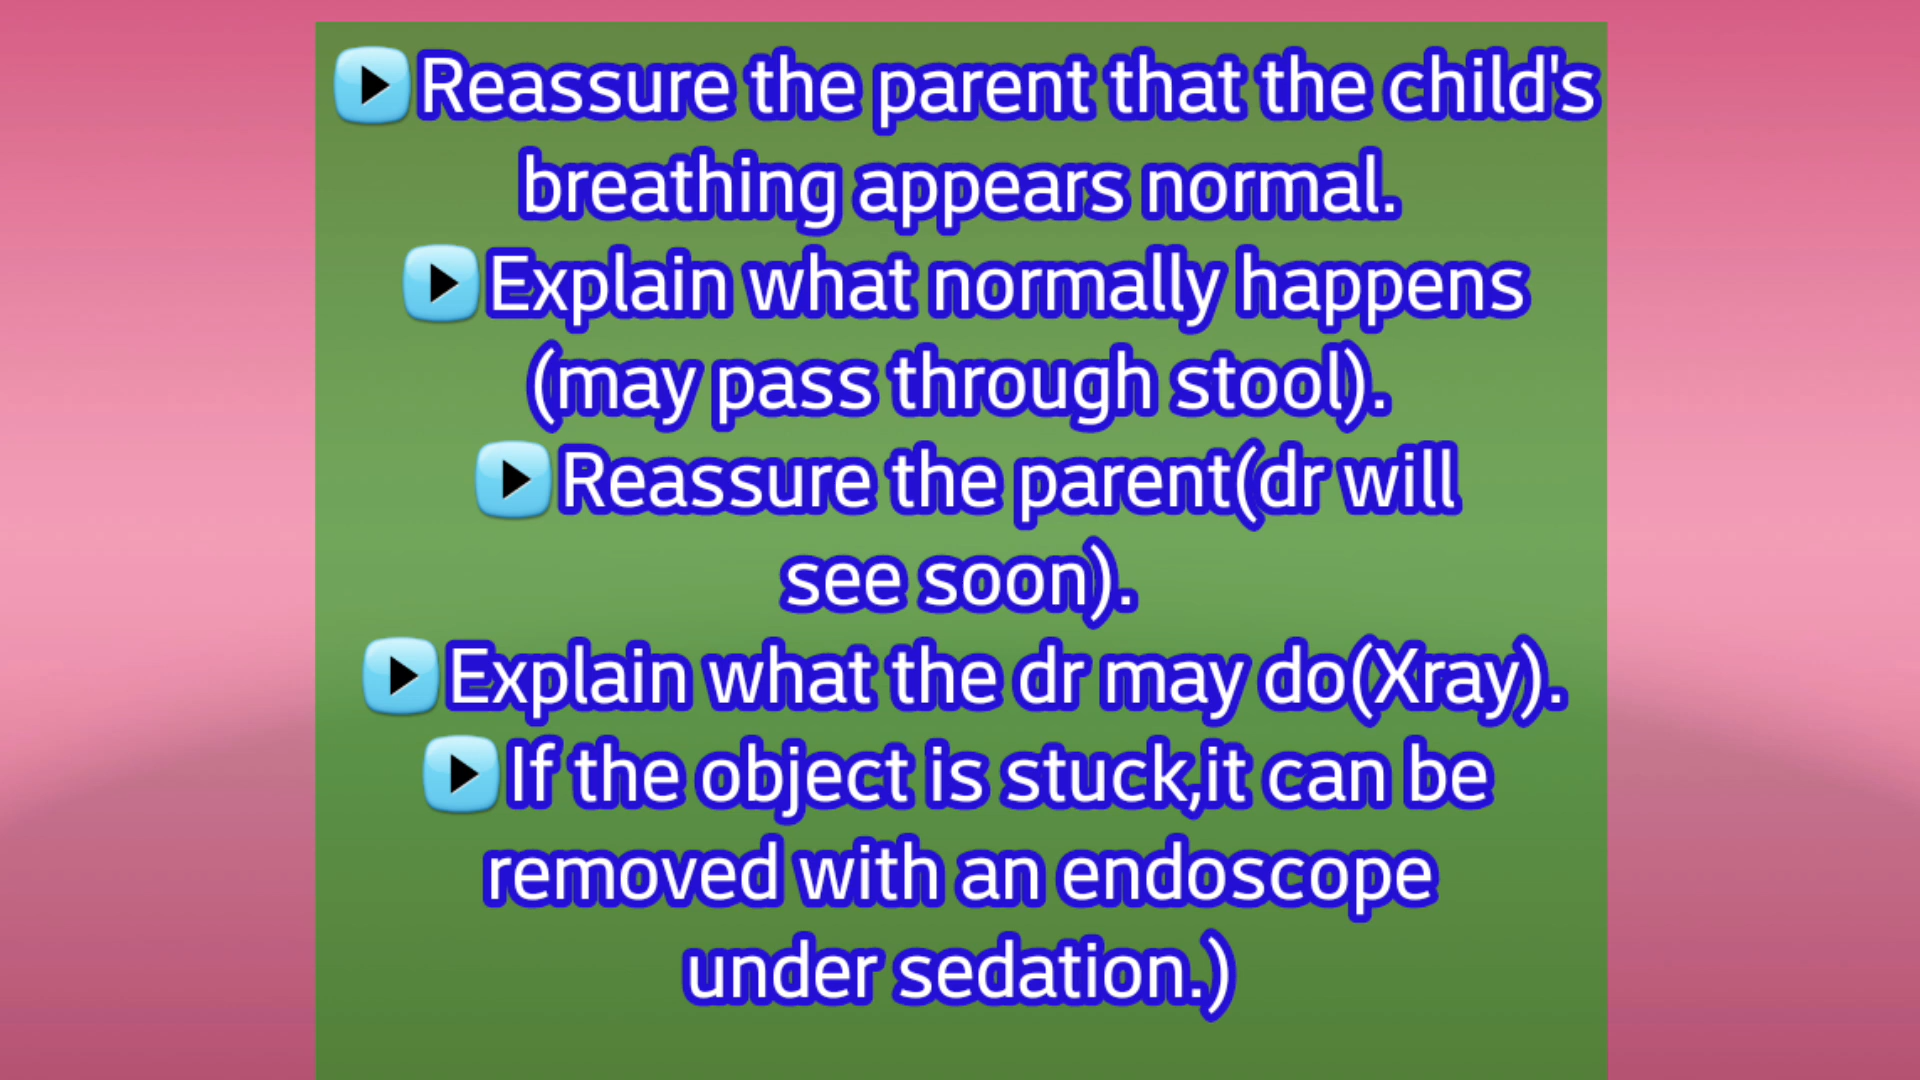 ▶Reassure the parent that the child's
breathing appears normal.
▶Explain what normally happens
(may pass through stool).
▶Reassure the parent(dr will
see soon).
▶Explain what the dr may do(Xray).
▶If the object is stuck,it can be
removed with an endoscope
under sedation.)